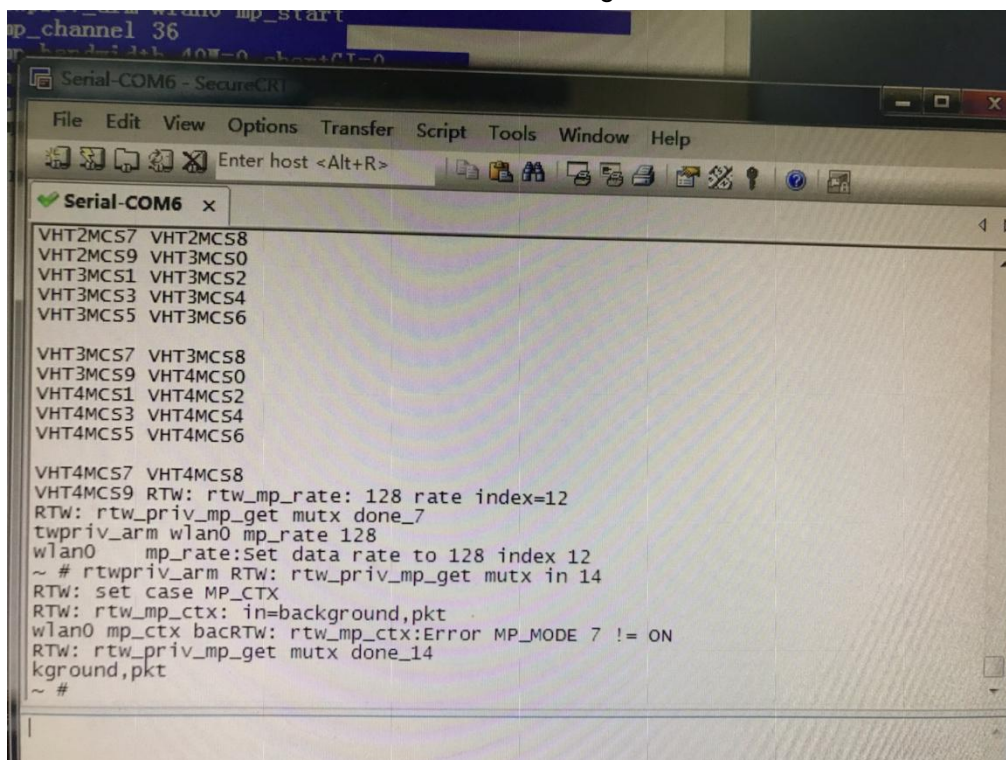 wlan0 mp_start
mp_channel 36
Serial-COM6 - SecureCRT
File Edit View Options Transfer Script Tools Window Help
Enter host <Alt+R>
Serial-COM6 x
VHT2MCS7 VHT2MCS8
VHT2MCS9 VHT3MCS0
VHT3MCS1 VHT3MCS2
VHT3MCS3 VHT3MCS4
VHT3MCS5 VHT3MCS6
VHT3MCS7 VHT3MCS8
VHT3MCS9 VHT4MCS0
VHT4MCS1 VHT4MCS2
VHT4MCS3 VHT4MCS4
VHT4MCS5 VHT4MCS6
VHT4MCS7 VHT4MCS8
VHT4MCS9 RTW: rtw_mp_rate: 128 rate index=12
RTW: rtw_priv_mp_get mutx done_7
twpriv_arm wlan0 mp_rate 128
wlan0 mp_rate:Set data rate to 128 index 12
~ # rtwpriv_arm RTW: rtw_priv_mp_get mutx in 14
RTW: set case MP_CTX
RTW: rtw_mp_ctx: in=background,pkt
wlan0 mp_ctx bacRTW: rtw_mp_ctx:Error MP_MODE 7 != ON
RTW: rtw_priv_mp_get mutx done_14
kground,pkt
~ #